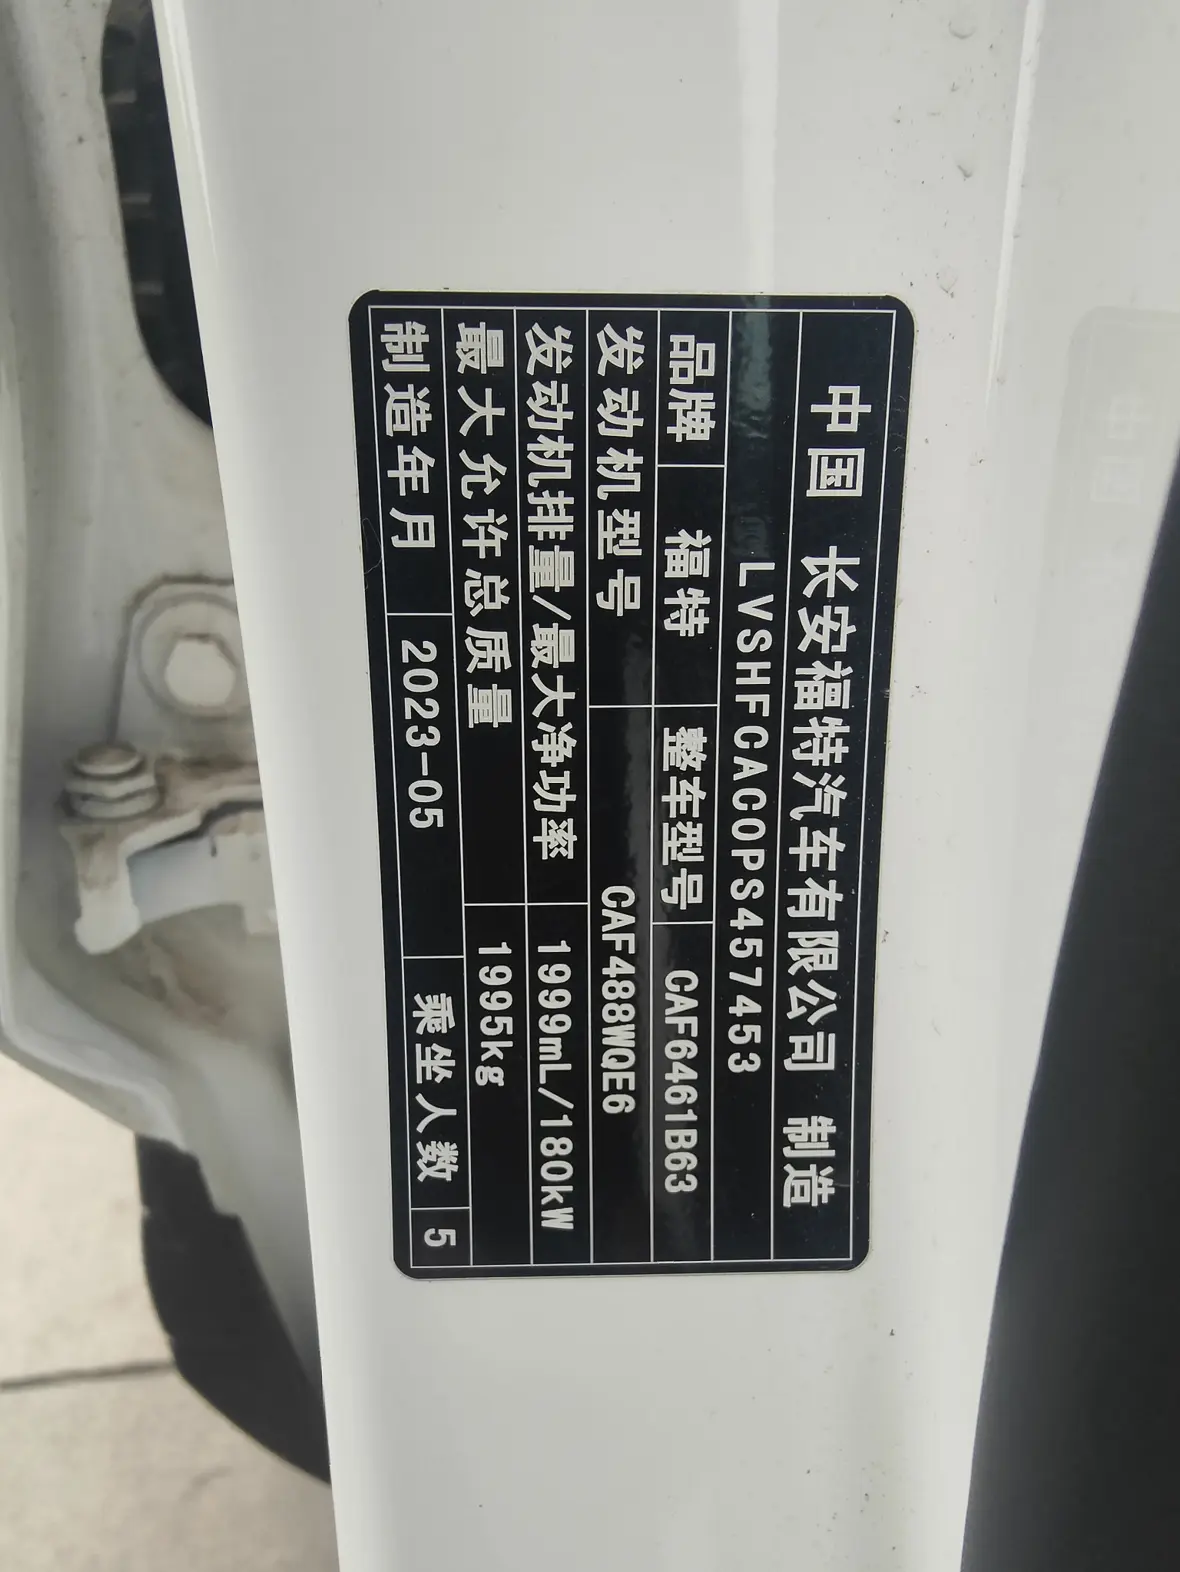 中国 长安福特汽车有限公司 制造
LVSHFCAC0PS457453
品牌 福特 整车型号 CAF6461B63
发动机型号 CAF488WQE6
发动机排量/最大净功率 1999mL/180kW
最大允许总质量 1995kg
制造年月 2023-05 乘坐人数 5